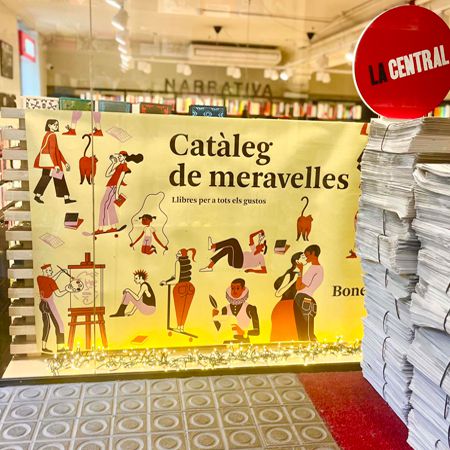 NARRATIVA
LA CENTRAL
Catàleg
de meravelles
Llibres per a tots els gustos
Bone